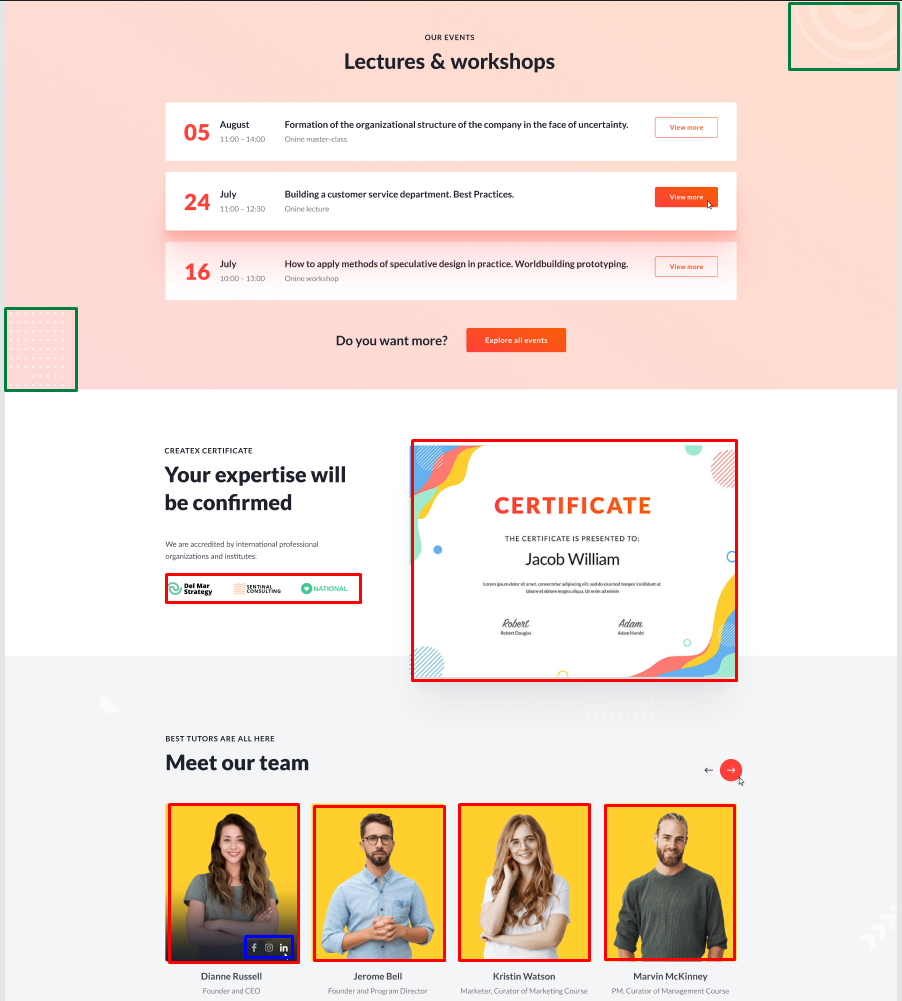 OUR EVENTS
Lectures & workshops
05
August
11:00 – 14:00
Formation of the organizational structure of the company in the face of uncertainty.
Onine master-class
View more
24
July
11:00 – 12:30
Building a customer service department. Best Practices.
Onine lecture
View more
16
July
10:00 – 13:00
How to apply methods of speculative design in practice. Worldbuilding prototyping.
Onine workshop
View more
Do you want more?
Explore all events
CREATEX CERTIFICATE
Your expertise will
be confirmed
We are accredited by international professional
organizations and institutes:
Del Mar
Strategy
SENTINAL
CONSULTING
NATIONAL
CERTIFICATE
THE CERTIFICATE IS PRESENTED TO:
Jacob William
Lorem ipsum dolor sit amet, consectetur adipiscing elit, sed do eiusmod tempor incididunt ut
labore et dolore magna aliqua. Ut enim ad minim
Robert
Robert Douglas
Adam
BEST TUTORS ARE ALL HERE
Meet our team
f
in
Dianne Russell
Founder and CEO
Jerome Bell
Founder and Program Director
Kristin Watson
Marketer, Curator of Marketing Course
Marvin McKinney
PM, Curator of Management Course